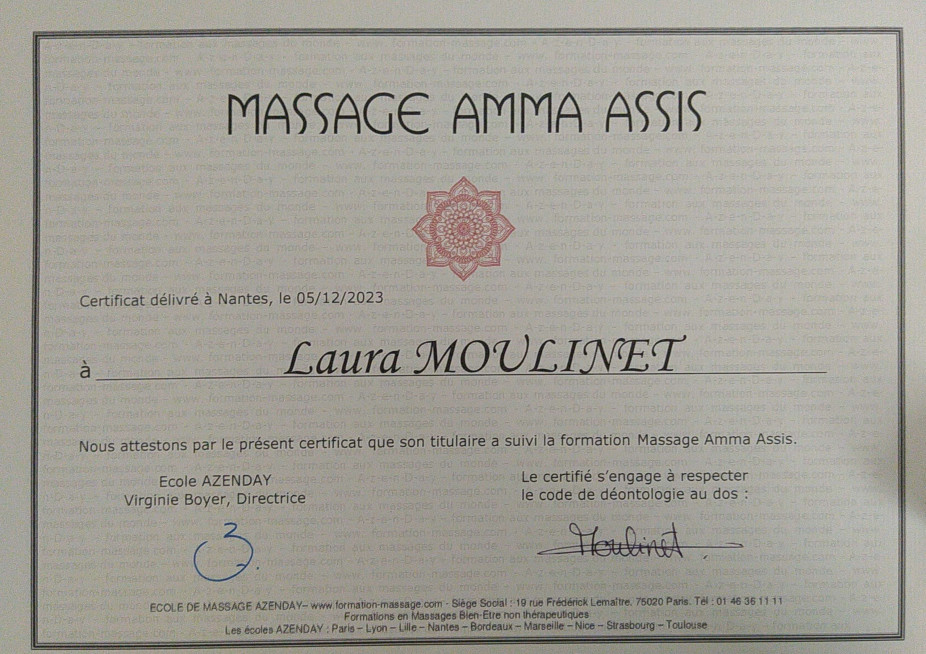 MASSAGE AMMA ASSIS
Certificat délivré à Nantes, le 05/12/2023
à Laura MOULINET
Nous attestons par le présent certificat que son titulaire a suivi la formation Massage Amma Assis.
Ecole AZENDAY
Virginie Boyer, Directrice
Le certifié s'engage à respecter
le code de déontologie au dos :
Moulinet
ECOLE DE MASSAGE AZENDAY– www.formation-massage.com - Siège Social : 19 rue Frédérick Lemaître, 75020 Paris. Tél : 01 46 36 11 11
Formations en Massages Bien-Etre non thérapeutiques
Les écoles AZENDAY : Paris – Lyon – Lille – Nantes – Bordeaux – Marseille – Nice – Strasbourg – Toulouse